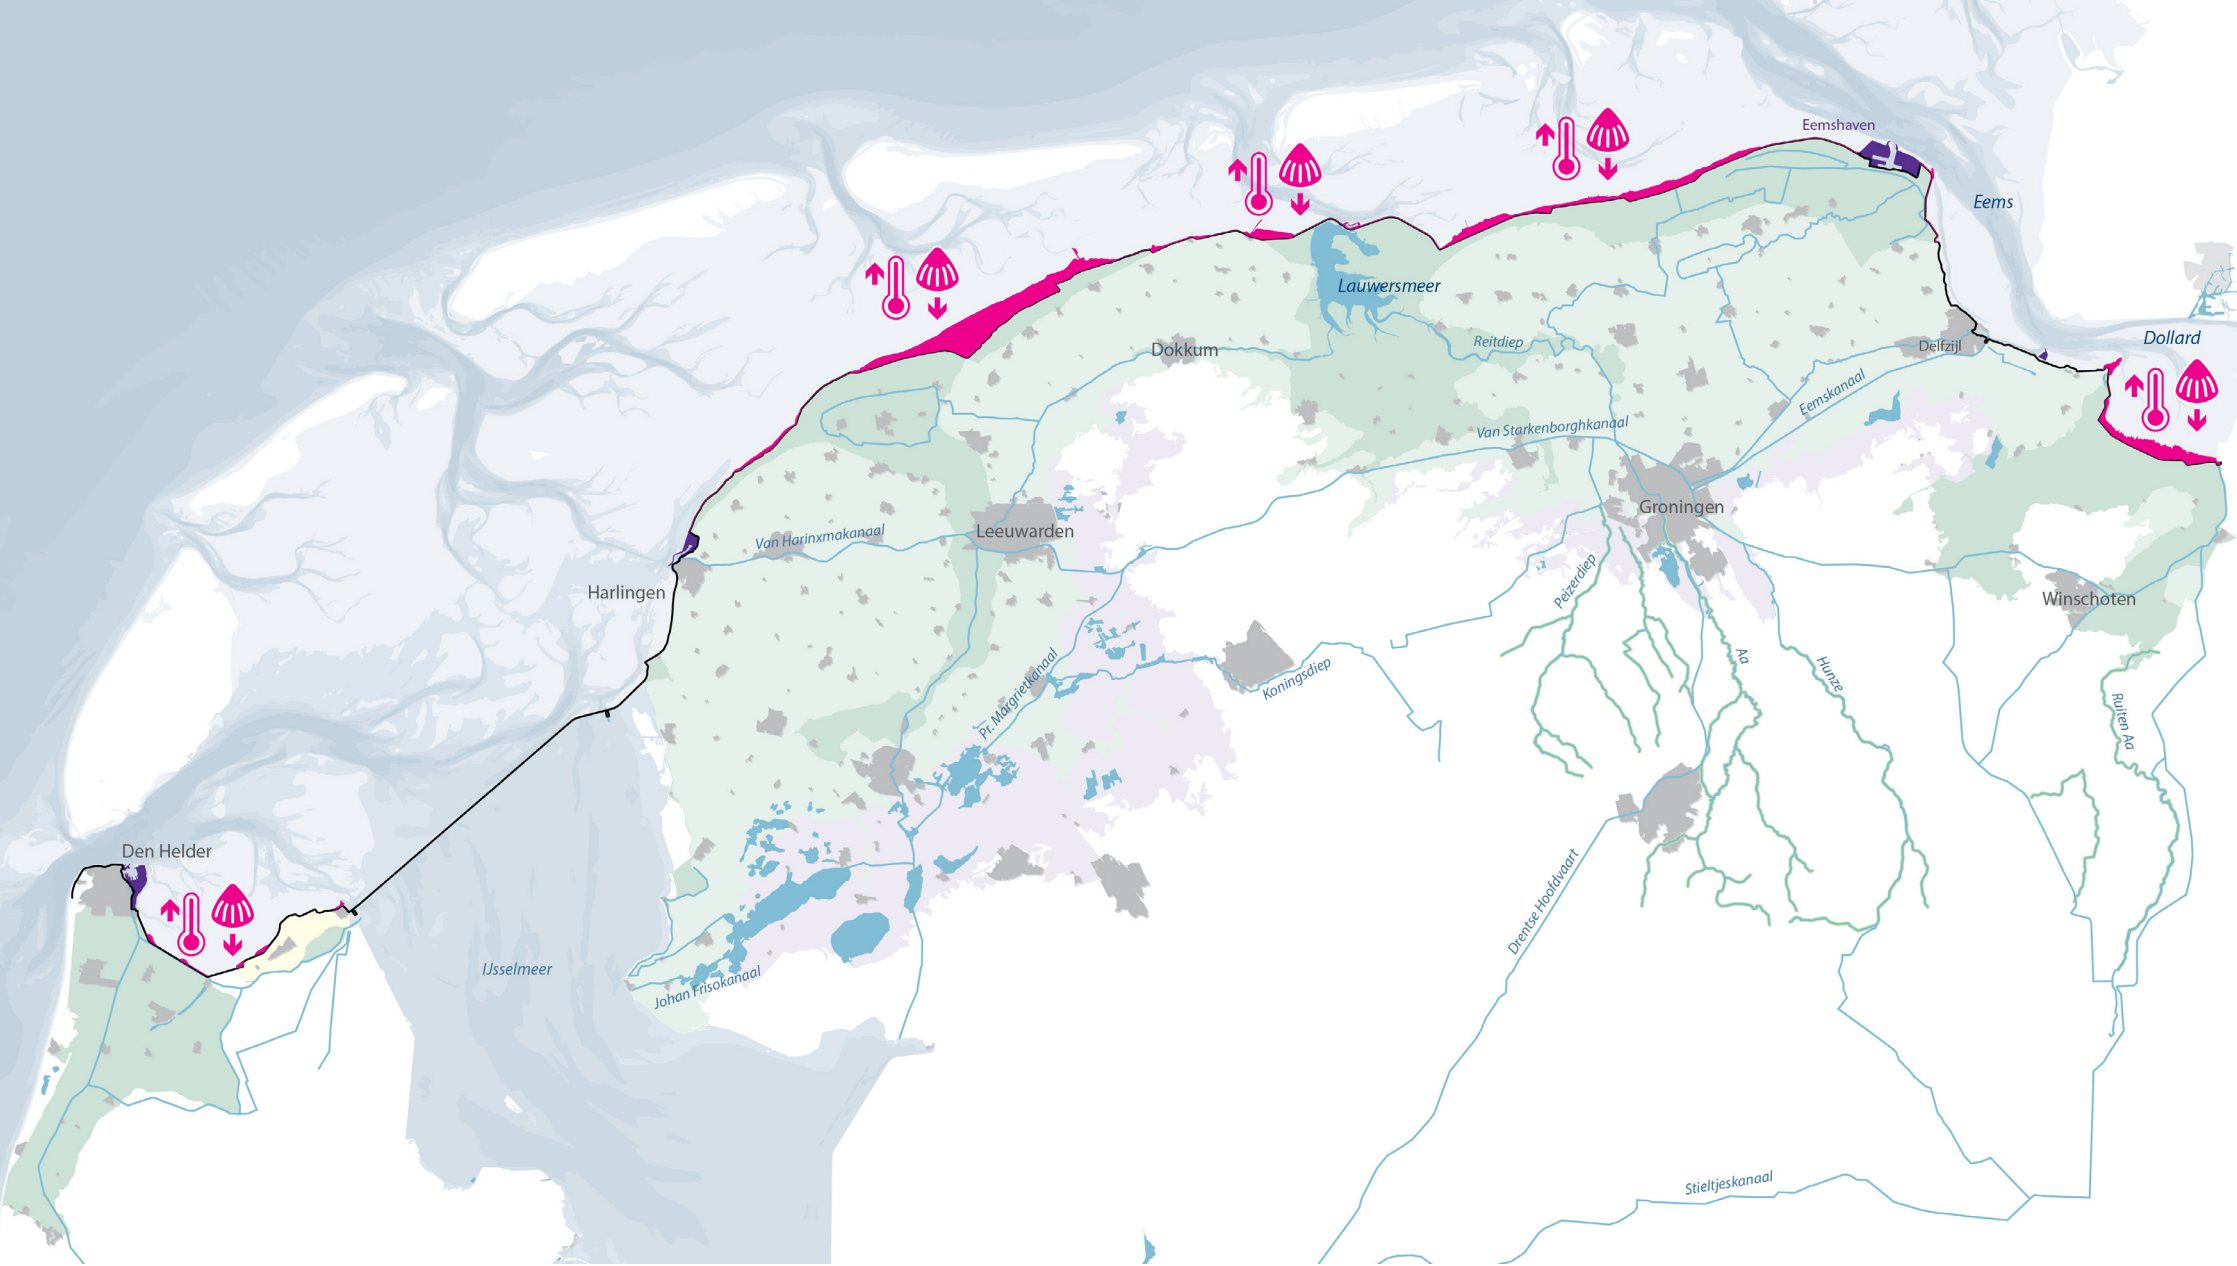 Eemshaven
Eems
Lauwersmeer
Dollard
Reitdiep
Delfzijl
Dokkum
Eemskanaal
Van Starkenborghkanaal
Groningen
Leeuwarden
Van Harinxmakanaal
Peizerdiep
Harlingen
Winschoten
Aa
Hunze
Koningsdiep
Pr. Margrietkanaal
Ruiten Aa
Den Helder
Drentse Hoofdvaart
IJsselmeer
Johan Frisokanaal
Stieltjeskanaal